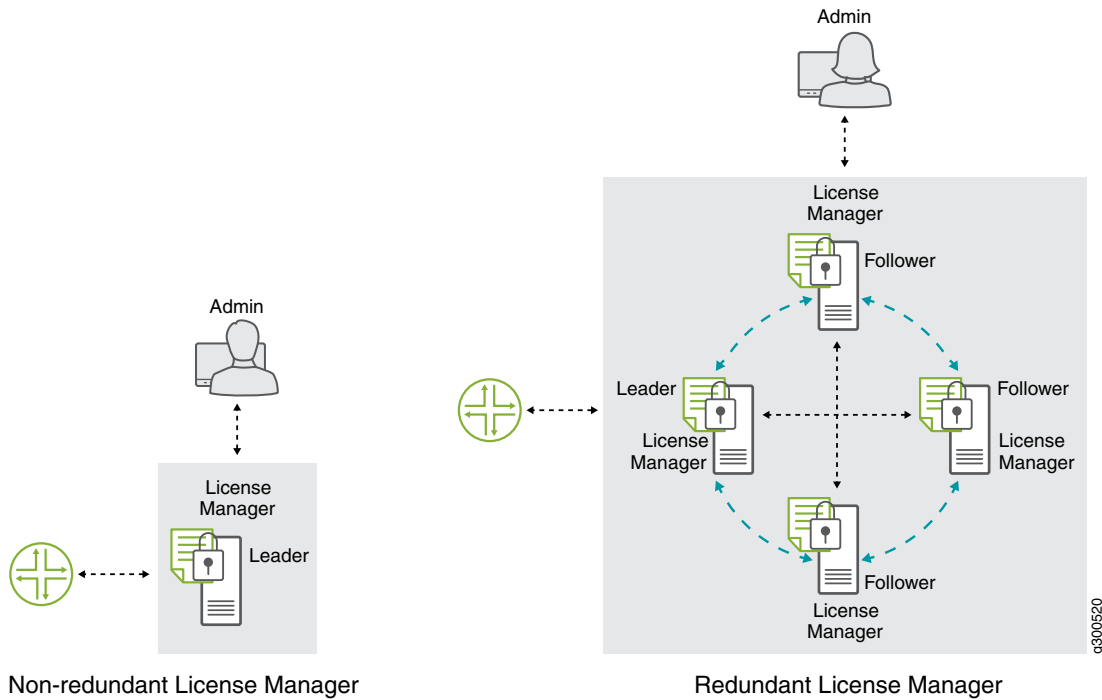 Admin
License
Manager
Follower
Leader
License
Manager
Follower
License
Manager
Follower
License
Manager
Admin
License
Manager
Leader
g300520
Non-redundant License Manager
Redundant License Manager